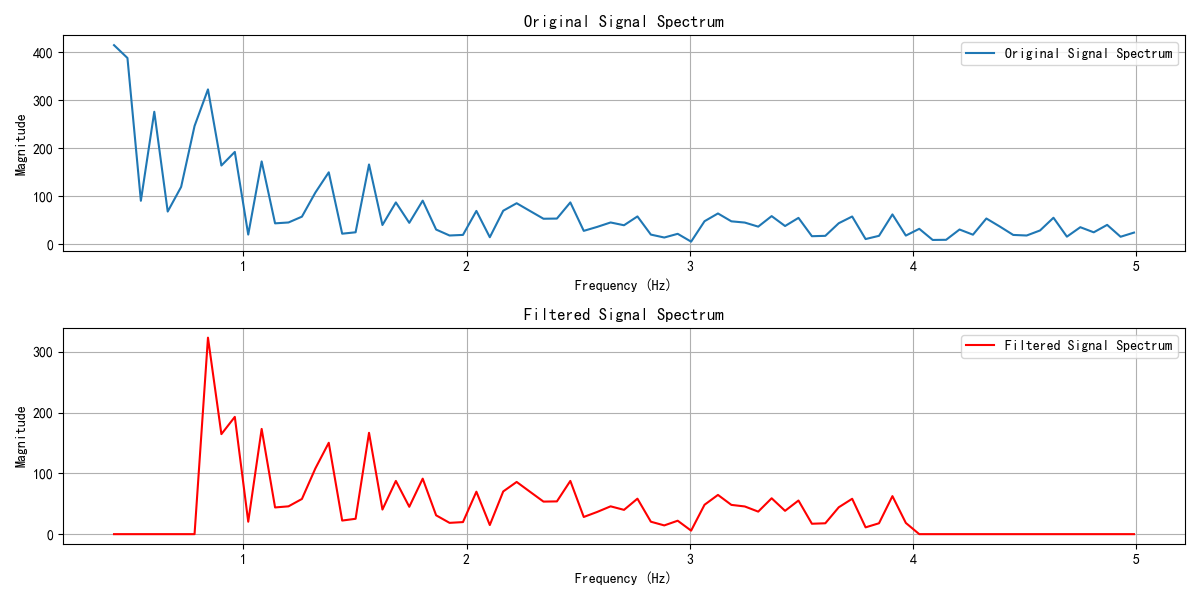 Original Signal Spectrum
Original Signal Spectrum
400
300
200
100
0
Magnitude
1 2 3 4 5
Frequency (Hz)
Filtered Signal Spectrum
Filtered Signal Spectrum
300
200
100
0
Magnitude
1 2 3 4 5
Frequency (Hz)